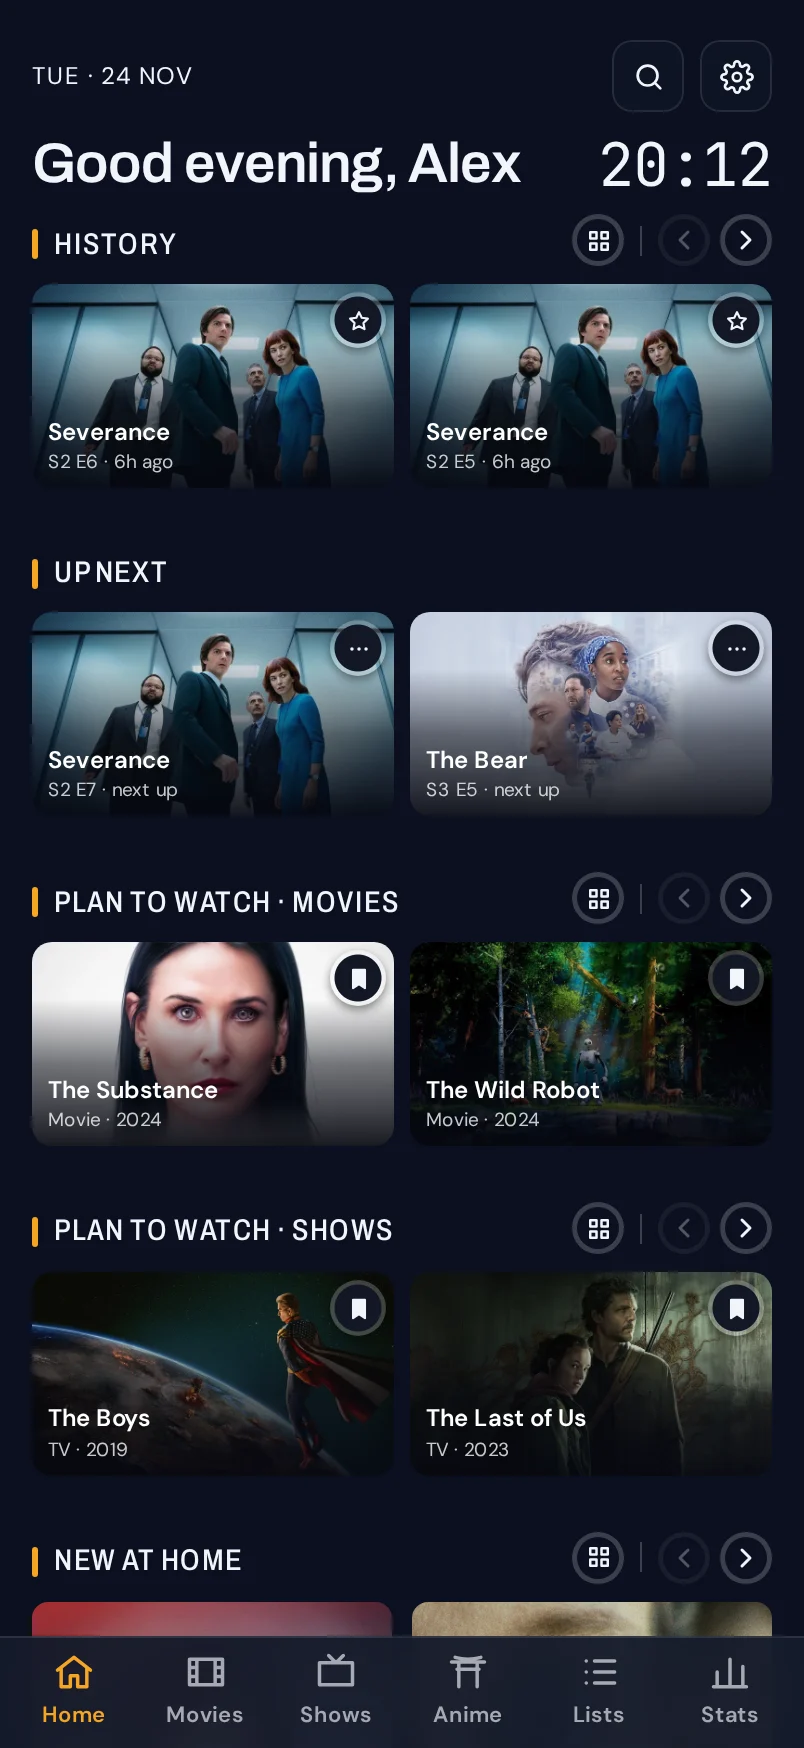 TUE · 24 NOV
Good evening, Alex
20:12
HISTORY
Severance
S2 E6 · 6h ago
Severance
S2 E5 · 6h ago
UP NEXT
Severance
S2 E7 · next up
The Bear
S3 E5 · next up
PLAN TO WATCH · MOVIES
The Substance
Movie · 2024
The Wild Robot
Movie · 2024
PLAN TO WATCH · SHOWS
The Boys
TV · 2019
The Last of Us
TV · 2023
NEW AT HOME
Home
Movies
Shows
Anime
Lists
Stats